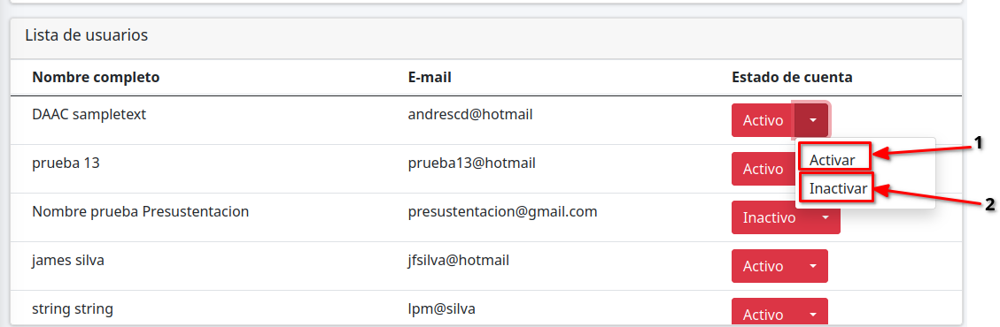 Lista de usuarios
Nombre completo E-mail Estado de cuenta
DAAC sampletext andrescd@hotmail Activo
1
Activar
prueba 13 prueba13@hotmail Activo
Inactivar
2
Nombre prueba Presustentacion presustentacion@gmail.com Inactivo
james silva jfsilva@hotmail Activo
string string lpm@silva Activo